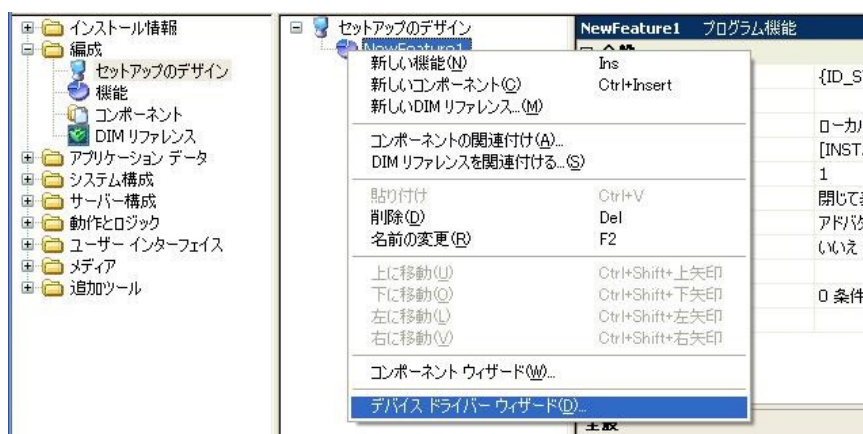 インストール情報
編成
セットアップのデザイン
機能
コンポーネント
DIM リファレンス
アプリケーション データ
システム構成
サーバー構成
動作とロジック
ユーザー インターフェイス
メディア
追加ツール
セットアップのデザイン
NewFeature1
新しい機能(N) Ins
新しいコンポーネント(C) Ctrl+Insert
新しいDIM リファレンス...(M)
コンポーネントの関連付け(A)...
DIM リファレンスを関連付ける...(S)
貼り付け Ctrl+V
削除(D) Del
名前の変更(R) F2
上に移動(U) Ctrl+Shift+上矢印
下に移動(O) Ctrl+Shift+下矢印
左に移動(L) Ctrl+Shift+左矢印
右に移動(V) Ctrl+Shift+右矢印
コンポーネント ウィザード(W)...
デバイス ドライバー ウィザード(D)...
NewFeature1 プログラム機能
全般
{ID_S
ローカル
[INST
1
閉じて
アドバ
いいえ
0 条件
全般